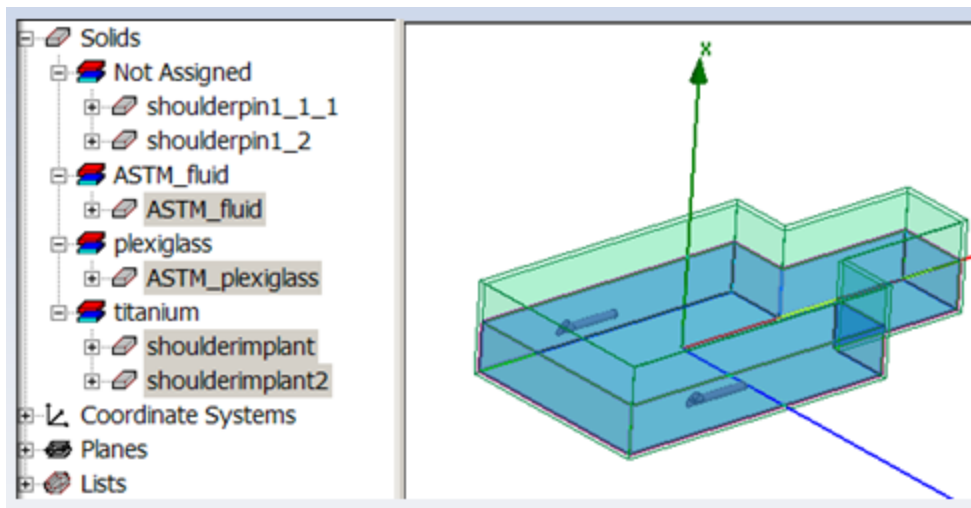 Solids
Not Assigned
shoulderpin1_1_1
shoulderpin1_2
ASTM_fluid
ASTM_fluid
plexiglass
ASTM_plexiglass
titanium
shoulderimplant
shoulderimplant2
Coordinate Systems
Planes
Lists
X